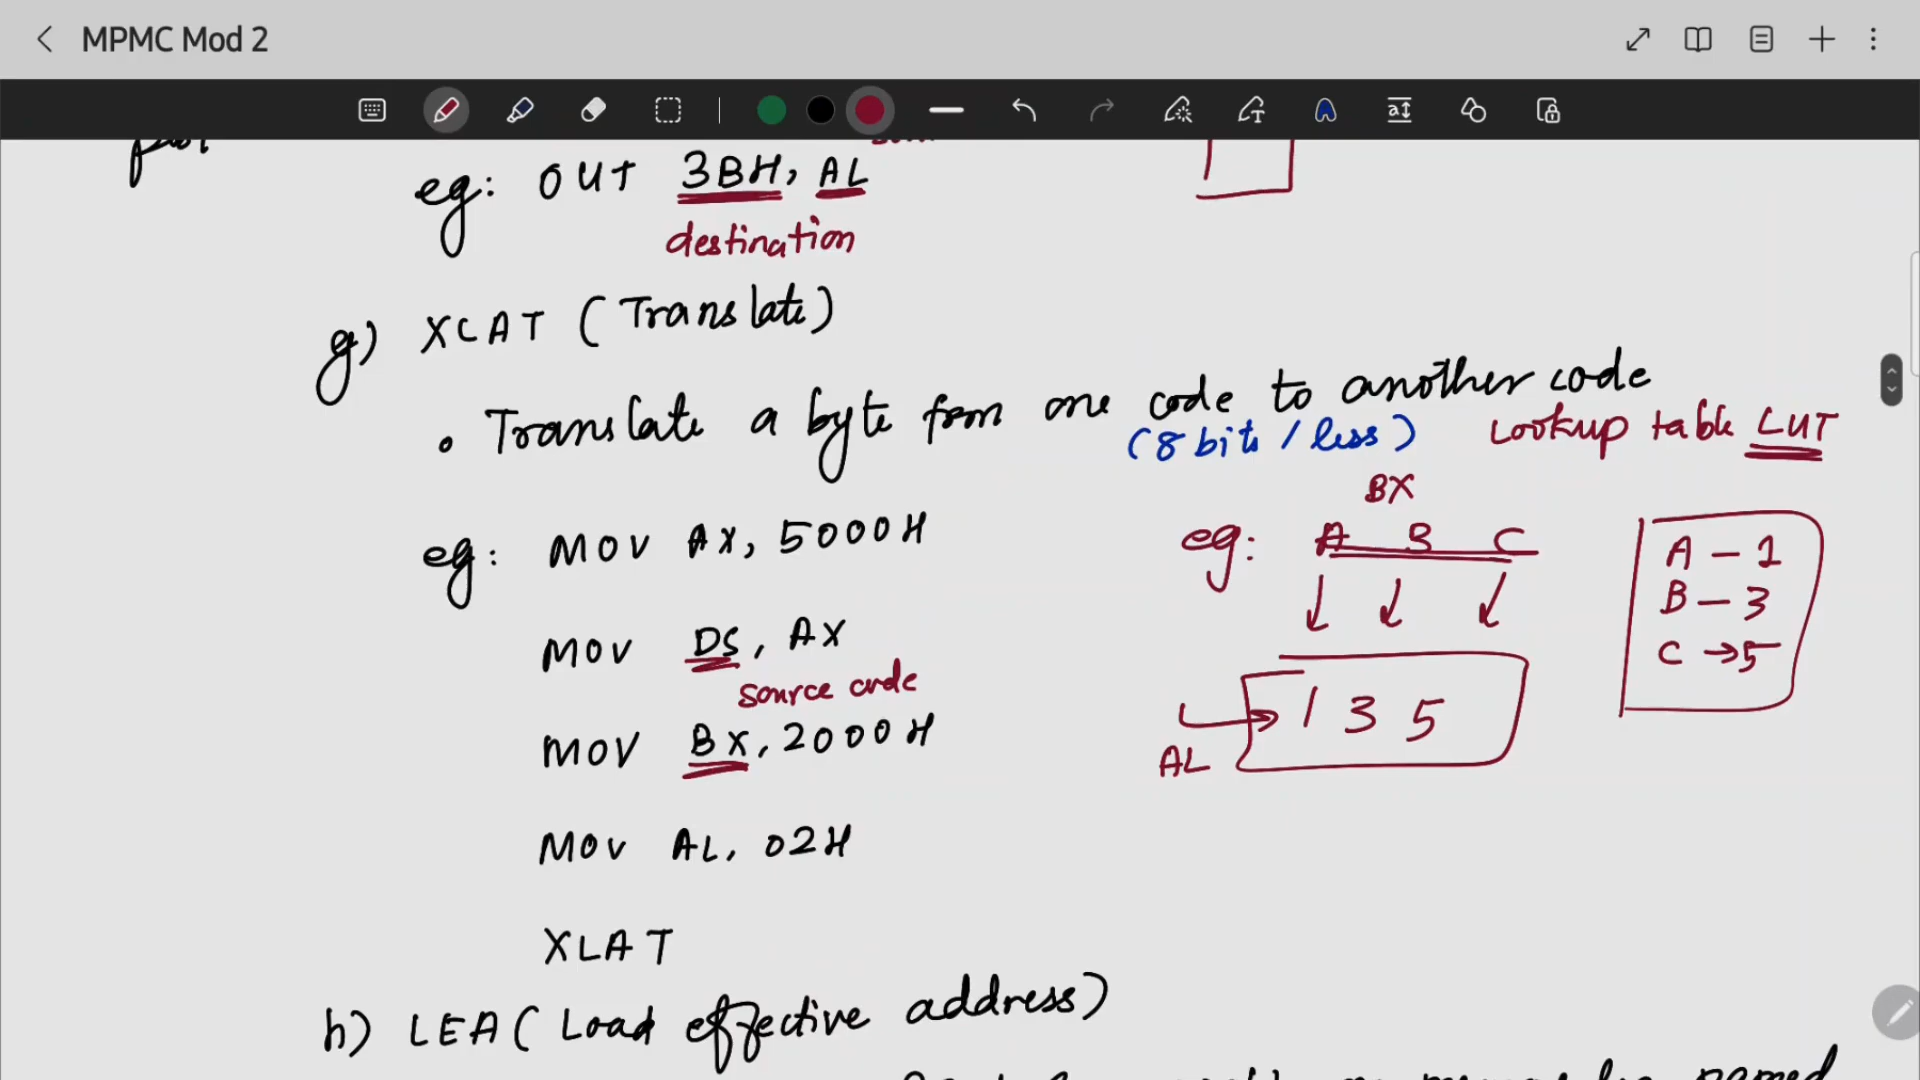 MPMC Mod 2
eg: OUT 3BH, AL
destination
g) XCAT (Translate)
• Translate a byte from one code to another code
(8 bits / less)
Lookup table LUT
BX
eg: MOV AX, 5000H
eg: A B C
A - 1
B - 3
C → 5
MOV DS, AX
source code
1 3 5
AL
MOV BX, 2000H
MOV AL, 02H
XLAT
h) LEA (Load effective address)